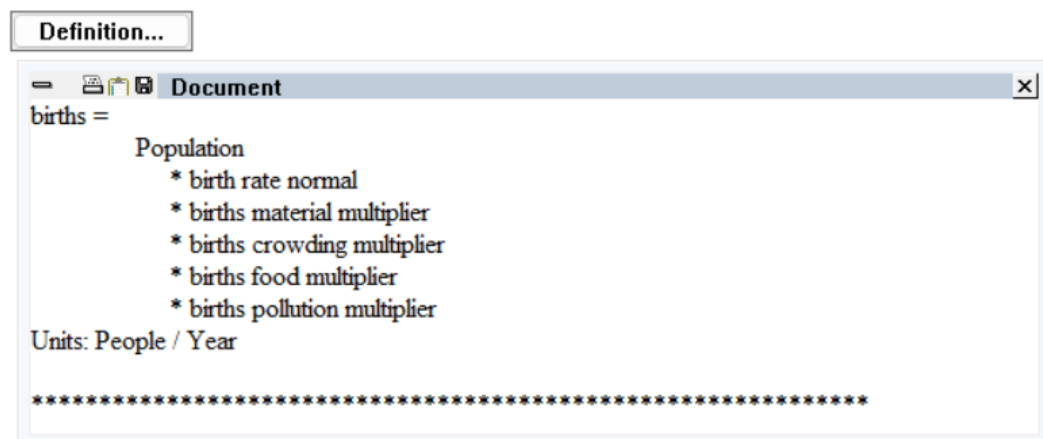 Definition...
Document
births =
Population
* birth rate normal
* births material multiplier
* births crowding multiplier
* births food multiplier
* births pollution multiplier
Units: People / Year
**************************************************************